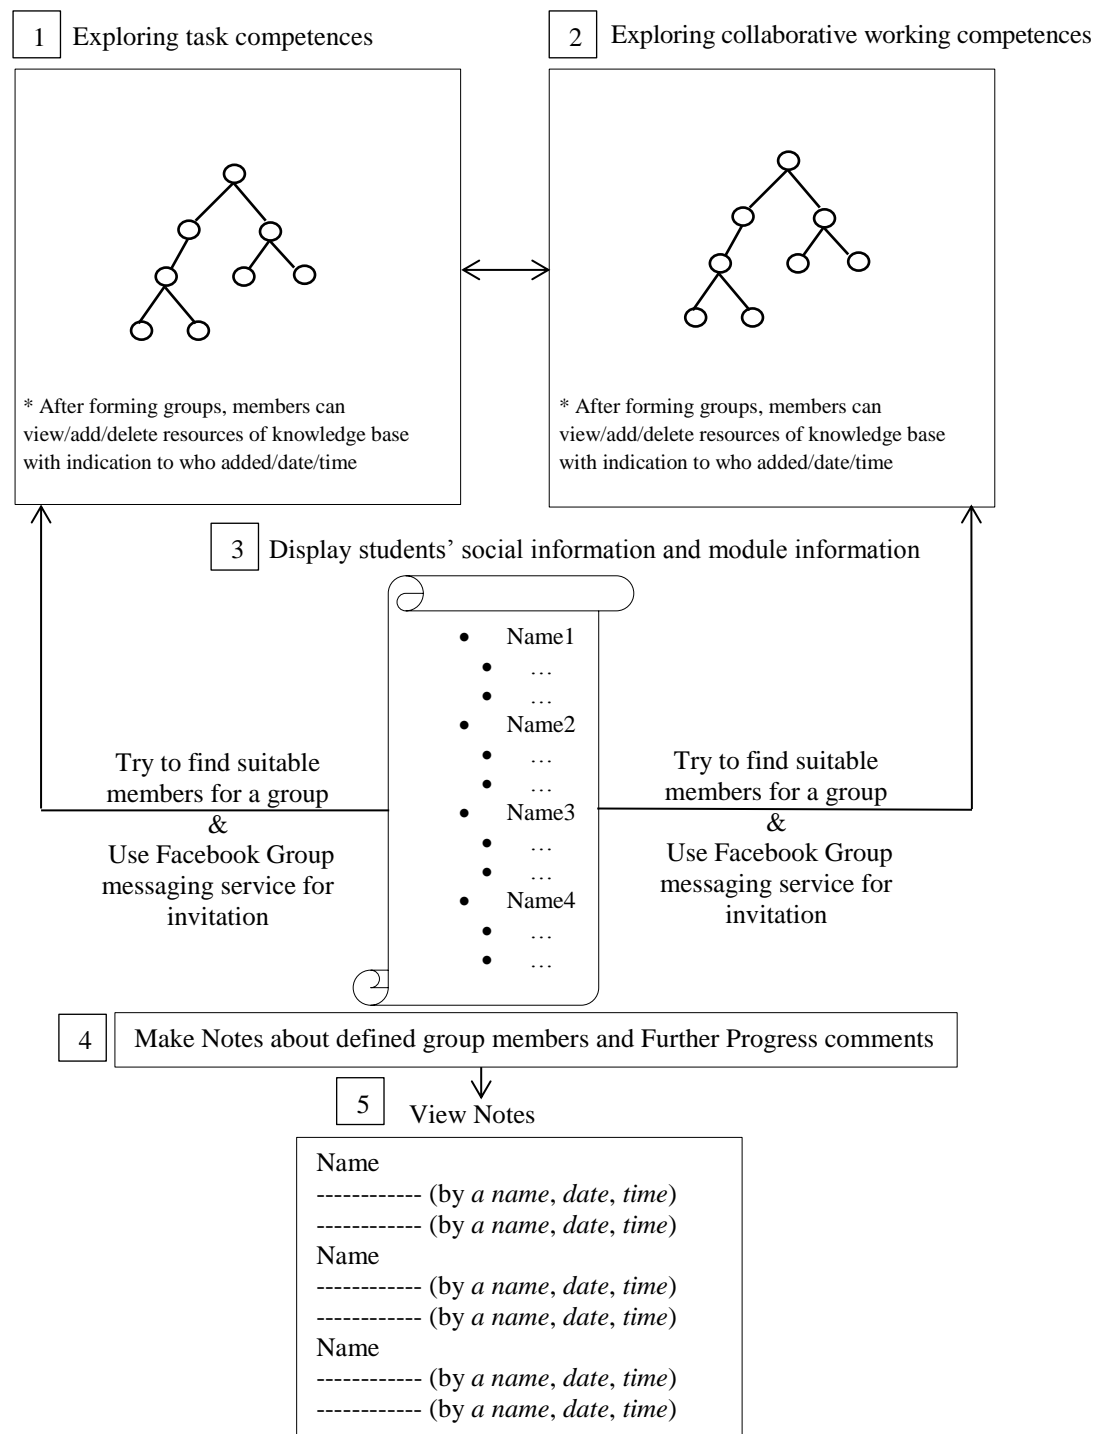 1 Exploring task competences
2 Exploring collaborative working competences
* After forming groups, members can
view/add/delete resources of knowledge base
with indication to who added/date/time
* After forming groups, members can
view/add/delete resources of knowledge base
with indication to who added/date/time
3 Display students’ social information and module information
• Name1
• …
• …
• Name2
• …
• …
• Name3
• …
• …
• Name4
• …
• …
Try to find suitable
members for a group
&
Use Facebook Group
messaging service for
invitation
Try to find suitable
members for a group
&
Use Facebook Group
messaging service for
invitation
4 Make Notes about defined group members and Further Progress comments
5 View Notes
Name
------------ (by a name, date, time)
------------ (by a name, date, time)
Name
------------ (by a name, date, time)
------------ (by a name, date, time)
Name
------------ (by a name, date, time)
------------ (by a name, date, time)